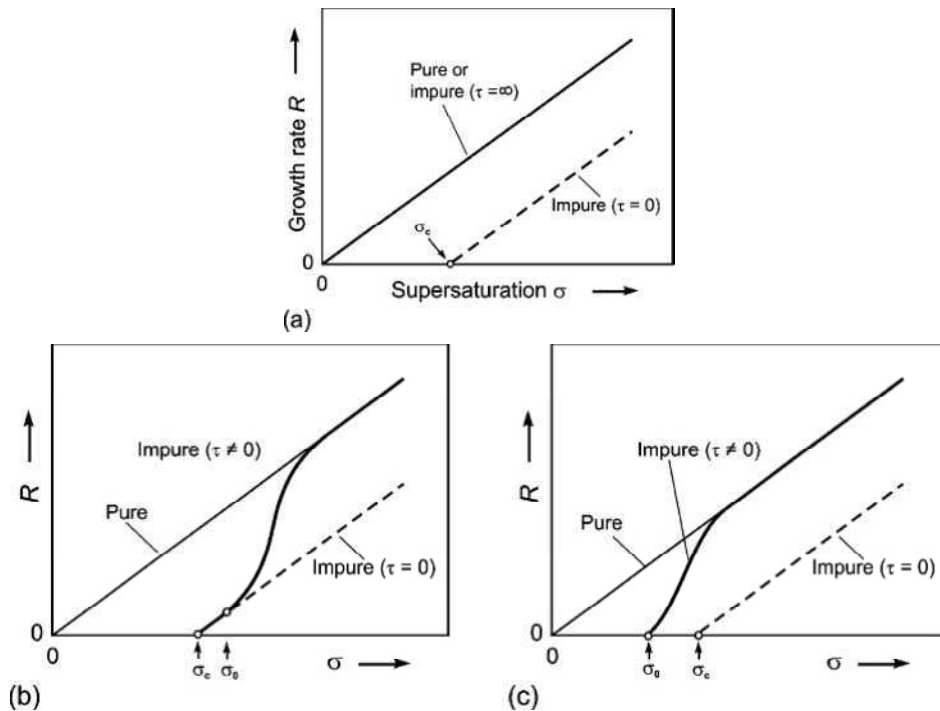 Growth rate R
Pure or
impure (τ = ∞)
Impure (τ = 0)
σc
0
0
Supersaturation σ
(a)
R
Impure (τ ≠ 0)
Pure
Impure (τ = 0)
0
0
σc
σ0
σ
(b)
R
Impure (τ ≠ 0)
Pure
Impure (τ = 0)
0
0
σ0
σc
σ
(c)